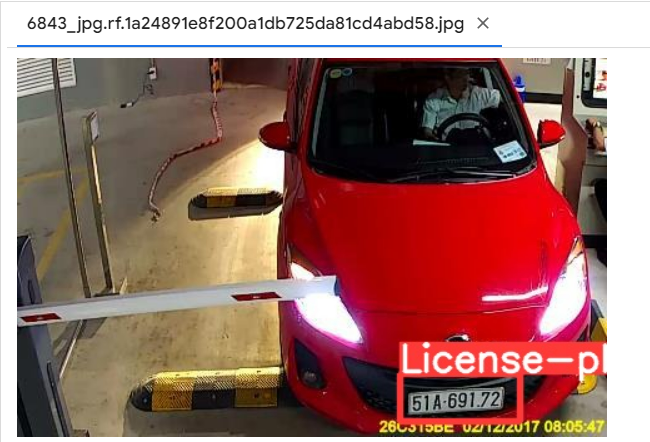 6843_jpg.rf.1a24891e8f200a1db725da81cd4abd58.jpg ×
License-pl
51A-691.72
26C315BE 02/12/2017 08:05:47